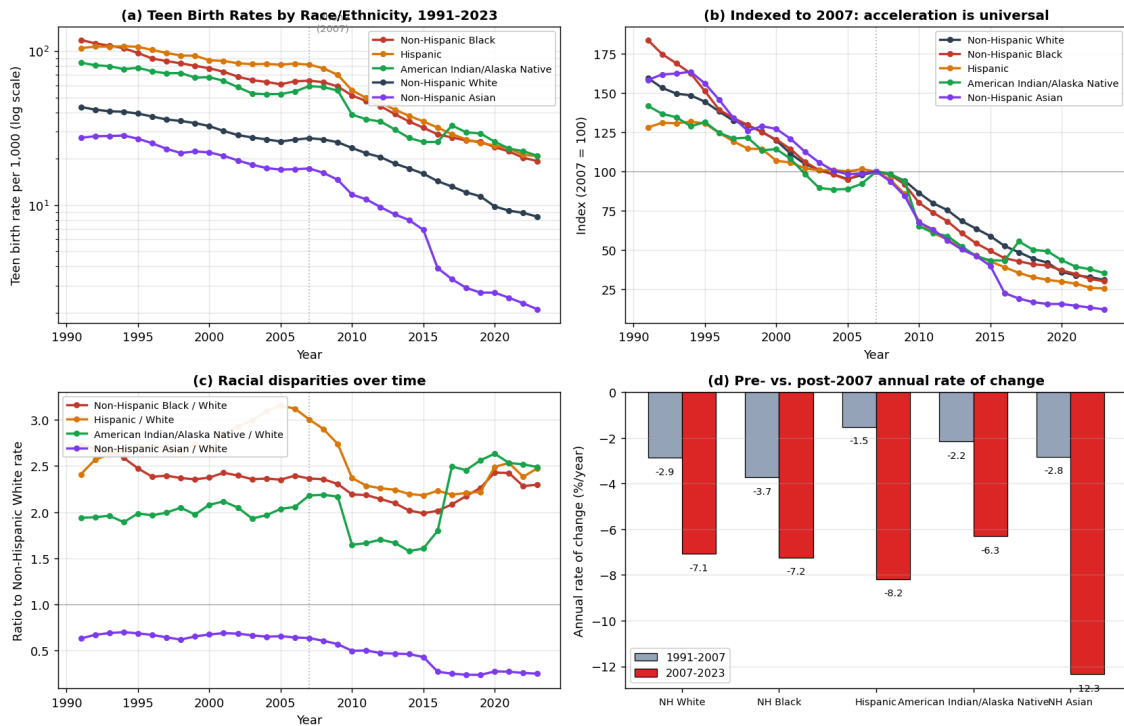 (a) Teen Birth Rates by Race/Ethnicity, 1991-2023
(2007)
Teen birth rate per 1,000 (log scale)
10²
10¹
Non-Hispanic Black
Hispanic
American Indian/Alaska Native
Non-Hispanic White
Non-Hispanic Asian
1990 1995 2000 2005 2010 2015 2020
Year
(b) Indexed to 2007: acceleration is universal
Index (2007 = 100)
175
150
125
100
75
50
25
Non-Hispanic White
Non-Hispanic Black
Hispanic
American Indian/Alaska Native
Non-Hispanic Asian
1990 1995 2000 2005 2010 2015 2020
Year
(c) Racial disparities over time
Ratio to Non-Hispanic White rate
3.0
2.5
2.0
1.5
1.0
0.5
Non-Hispanic Black / White
Hispanic / White
American Indian/Alaska Native / White
Non-Hispanic Asian / White
1990 1995 2000 2005 2010 2015 2020
Year
(d) Pre- vs. post-2007 annual rate of change
Annual rate of change (%/year)
0
−2
−4
−6
−8
−10
−12
-2.9
-7.1
-3.7
-7.2
-1.5
-8.2
-2.2
-6.3
-2.8
-12.3
1991-2007
2007-2023
NH White NH Black Hispanic American Indian/Alaska Native NH Asian